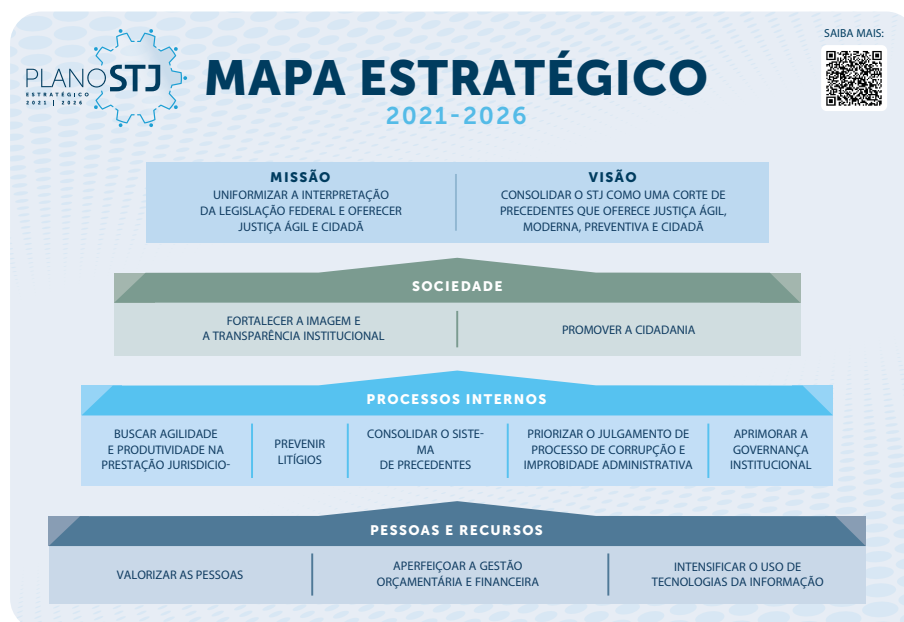 PLANO STJ
ESTRATÉGICO
2021 | 2026
MAPA ESTRATÉGICO
2021-2026
SAIBA MAIS:
MISSÃO
UNIFORMIZAR A INTERPRETAÇÃO
DA LEGISLAÇÃO FEDERAL E OFERECER
JUSTIÇA ÁGIL E CIDADÃ
VISÃO
CONSOLIDAR O STJ COMO UMA CORTE DE
PRECEDENTES QUE OFERECE JUSTIÇA ÁGIL,
MODERNA, PREVENTIVA E CIDADÃ
SOCIEDADE
FORTALECER A IMAGEM E
A TRANSPARÊNCIA INSTITUCIONAL
PROMOVER A CIDADANIA
PROCESSOS INTERNOS
BUSCAR AGILIDADE
E PRODUTIVIDADE NA
PRESTAÇÃO JURISDICIO-
PREVENIR
LITÍGIOS
CONSOLIDAR O SISTE-
MA
DE PRECEDENTES
PRIORIZAR O JULGAMENTO DE
PROCESSO DE CORRUPÇÃO E
IMPROBIDADE ADMINISTRATIVA
APRIMORAR A
GOVERNANÇA
INSTITUCIONAL
PESSOAS E RECURSOS
VALORIZAR AS PESSOAS
APERFEIÇOAR A GESTÃO
ORÇAMENTÁRIA E FINANCEIRA
INTENSIFICAR O USO DE
TECNOLOGIAS DA INFORMAÇÃO